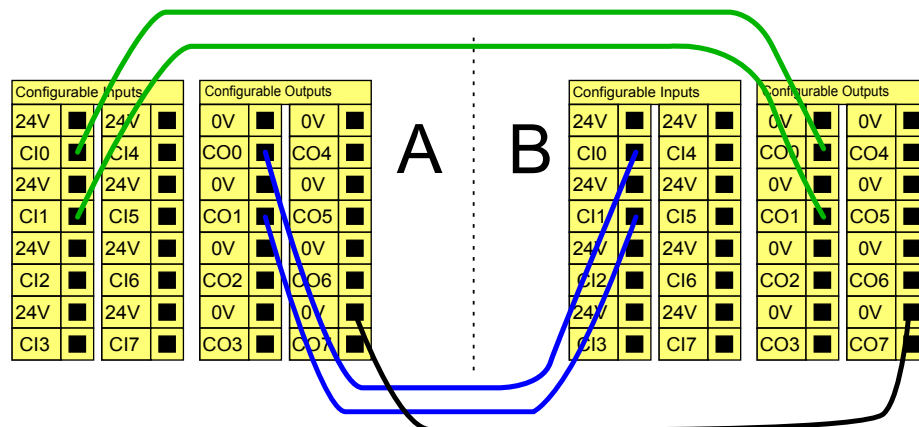 Configurable Inputs Configurable Outputs Configurable Inputs Configurable Outputs
24V 24V 0V 0V A B 24V 24V 0V 0V
CI0 CI4 CO0 CO4 CI0 CI4 CO0 CO4
24V 24V 0V 0V 24V 24V 0V 0V
CI1 CI5 CO1 CO5 CI1 CI5 CO1 CO5
24V 24V 0V 0V 24V 24V 0V 0V
CI2 CI6 CO2 CO6 CI2 CI6 CO2 CO6
24V 24V 0V 0V 24V 24V 0V 0V
CI3 CI7 CO3 CO7 CI3 CI7 CO3 CO7